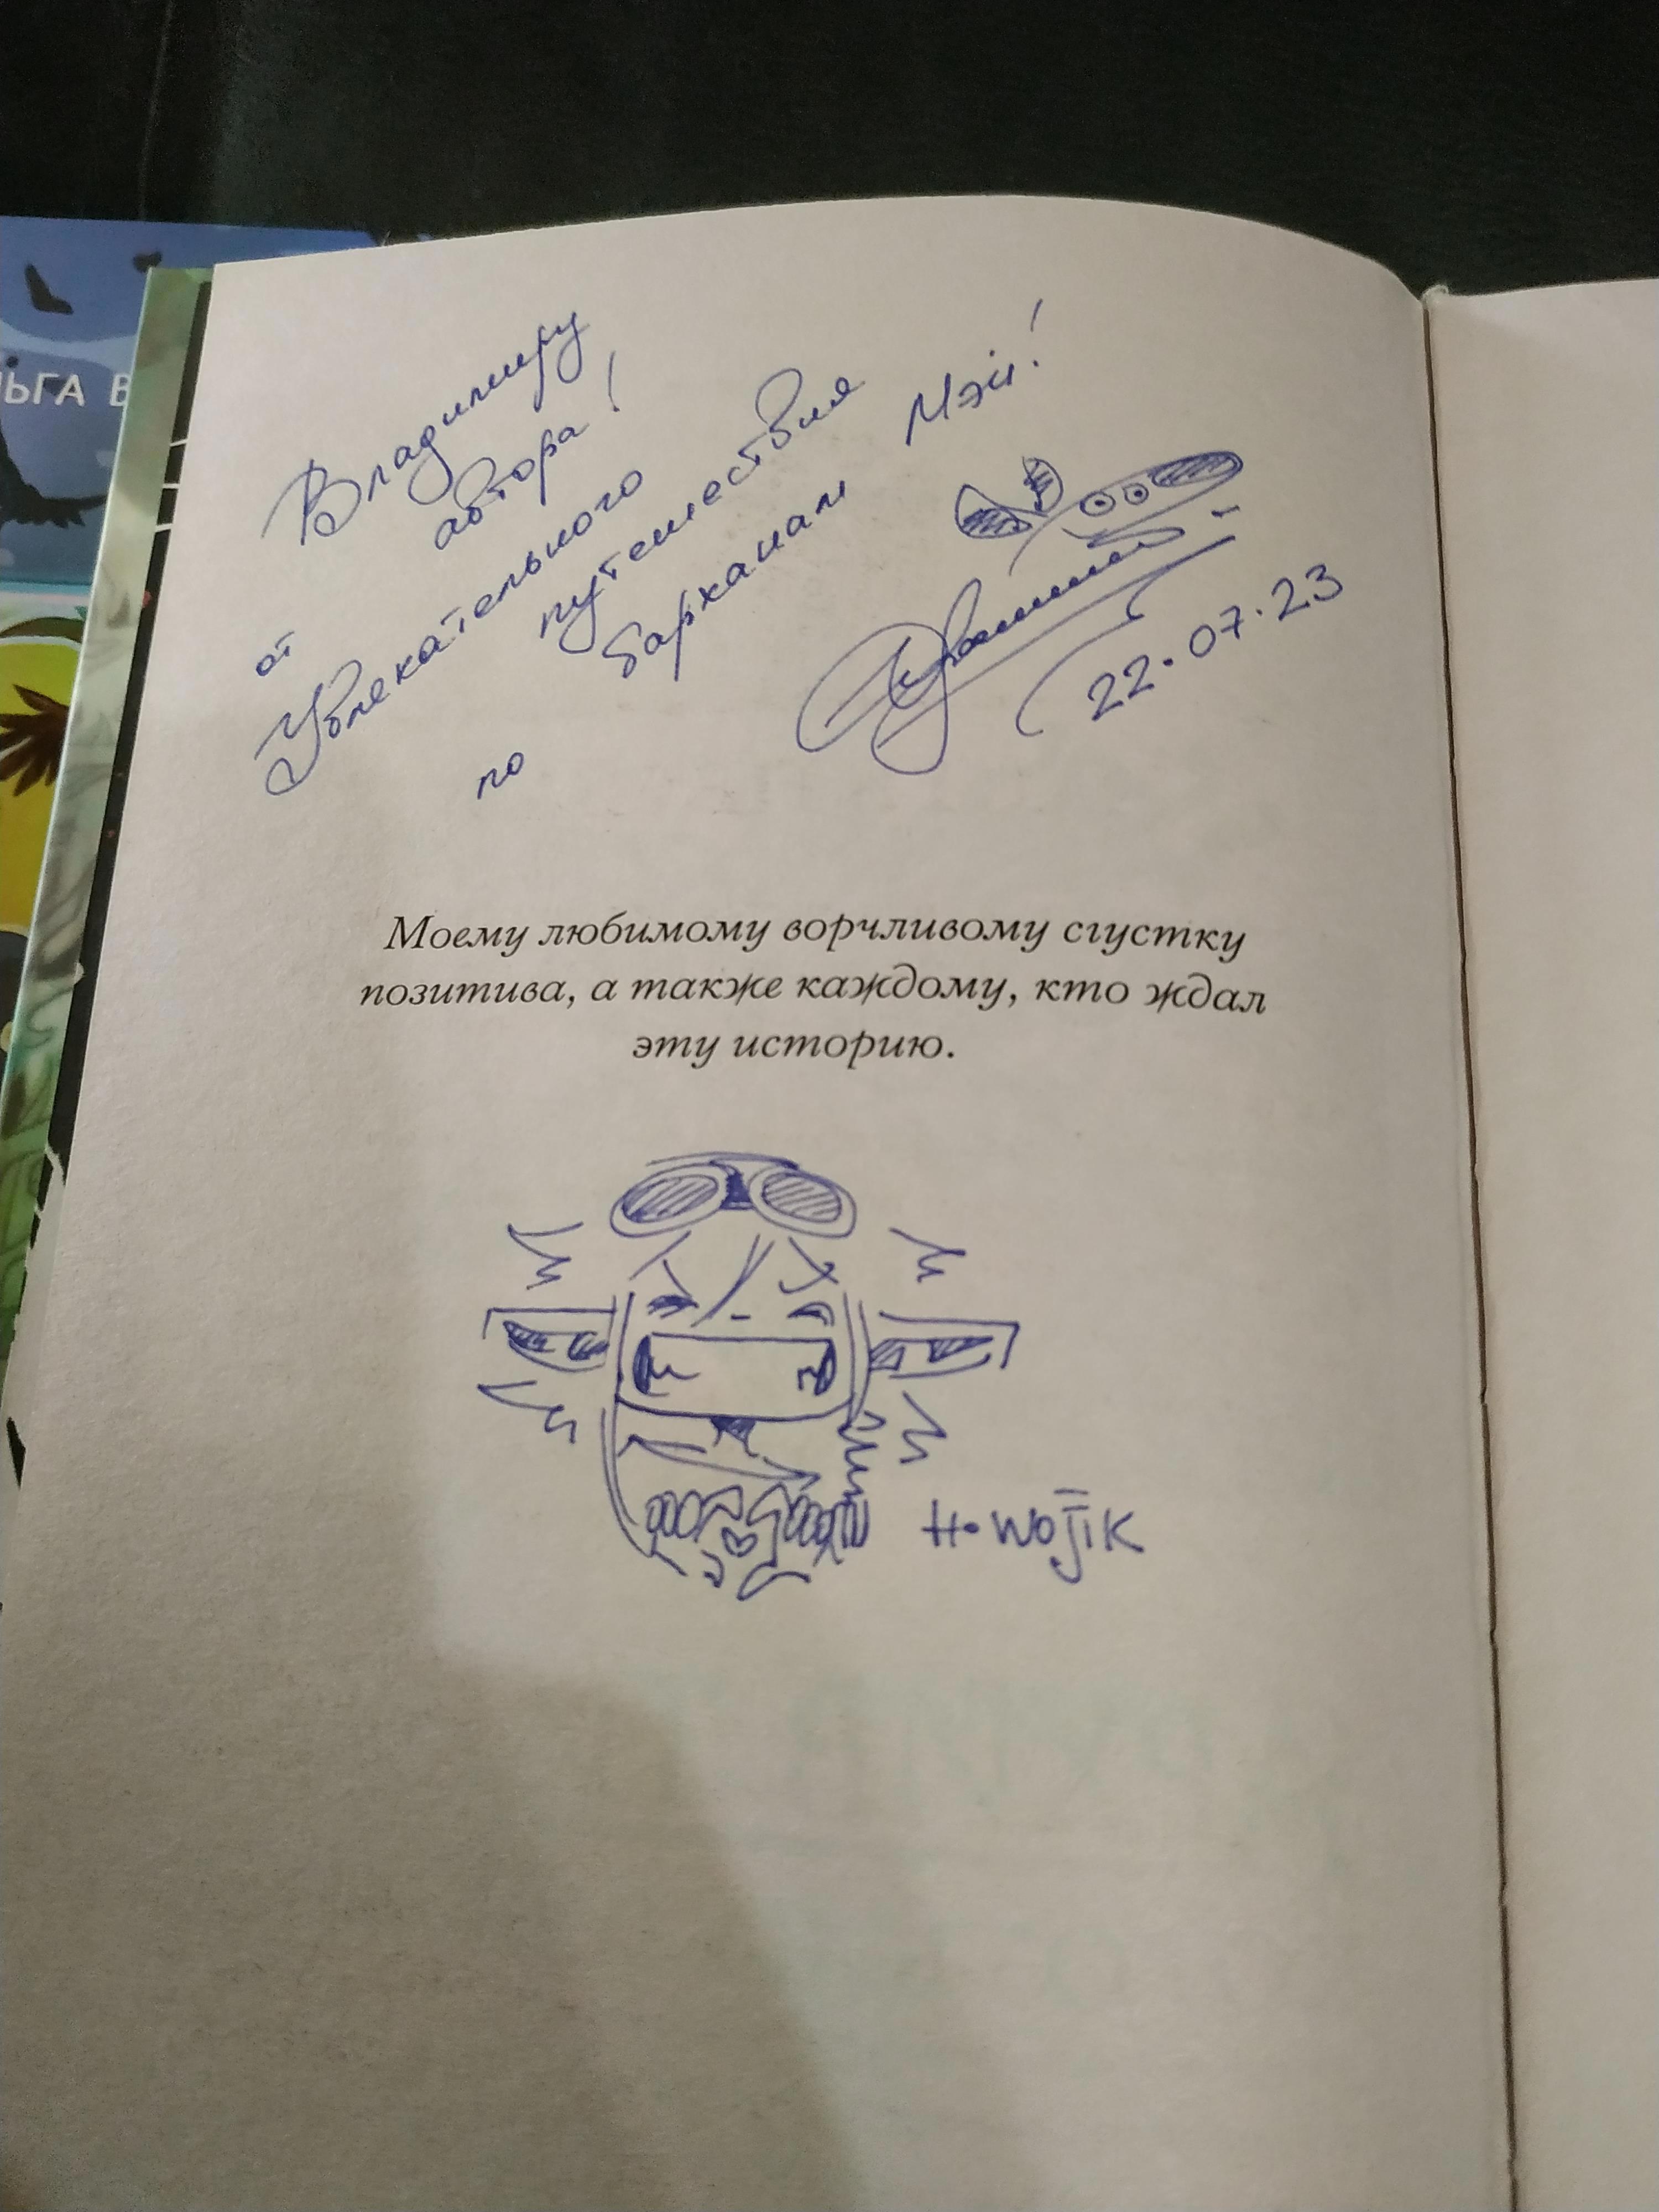 Владимиру
от автора!
Увлекательного
путешествия
по барханам Мэй!
22.07.23
Моему любимому ворчливому сгустку
позитива, а также каждому, кто ждал
эту историю.
H. WOJIK
ЬГА В